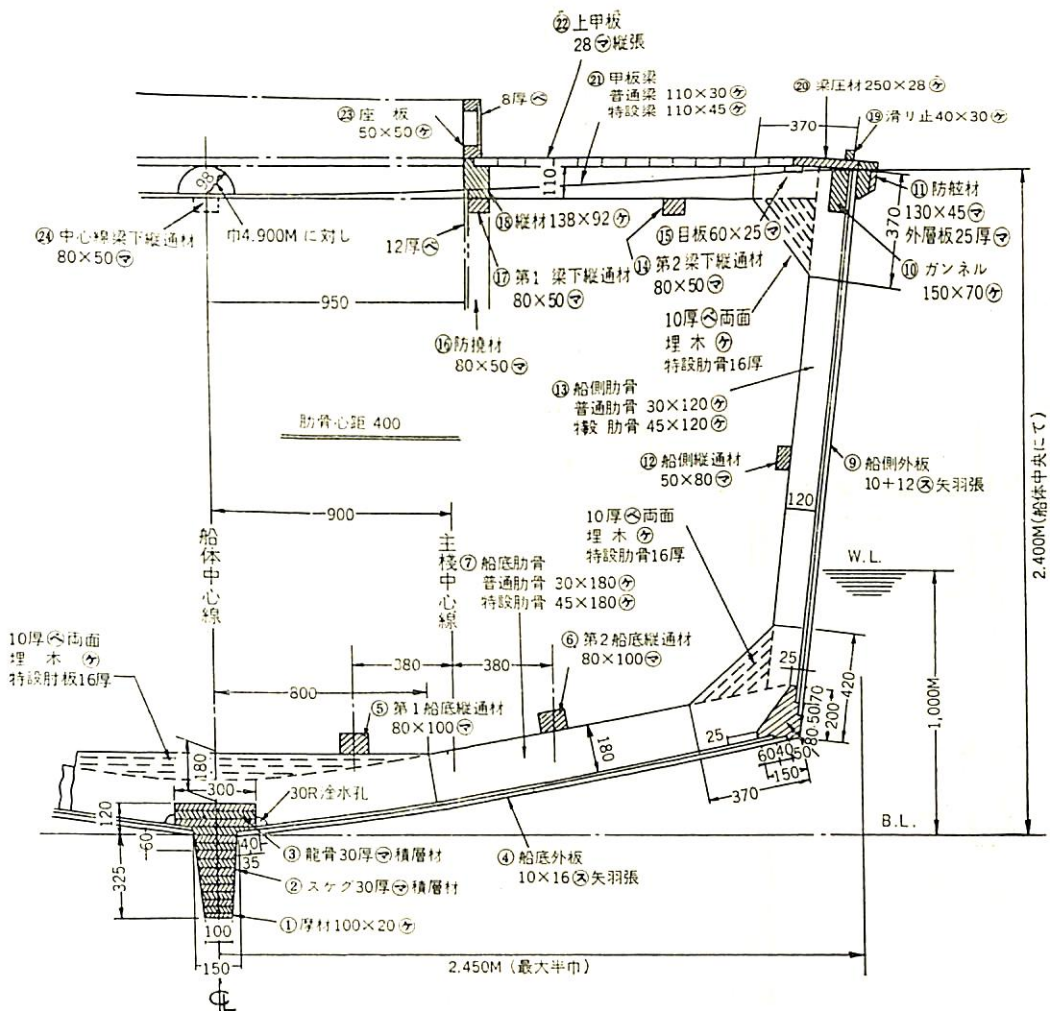 ㉒上甲板
28㋮縦張
㉑甲板梁
普通梁 110×30㋘
特設梁 110×45㋘
⑳梁圧材250×28㋘
⑲滑リ止40×30㋘
370
8厚㋬
㉓座 板
50×50㋘
110
98
巾4.900Mに対し
㉔中心線梁下縦通材
80×50㋮
12厚㋬
⑱縦材138×92㋘
⑰第1 梁下縦通材
80×50㋮
⑮目板60×25㋮
⑭第2梁下縦通材
80×50㋮
⑪防舷材
130×45㋮
外層板25厚㋮
370
⑩ガンネル
150×70㋘
950
⑯防撓材
80×50㋮
10厚㋬両面
埋 木 ㋘
特設肋骨16厚
⑬船側肋骨
普通肋骨 30×120㋘
特設 肋骨 45×120㋘
肋骨心距 400
⑫船側縦通材
50×80㋮
⑨船側外板
10+12㋜矢羽張
120
2.400M(船体中央にて)
900
船体中心線
主桟中心線
⑦船底肋骨
普通肋骨 30×180㋘
特設肋骨 45×180㋘
10厚㋬両面
埋 木 ㋘
特設肋骨16厚
W.L.
10厚㋬両面
埋 木 ㋘
特設肘板16厚
380
380
⑥第2船底縦通材
80×100㋮
800
⑤第1船底縦通材
80×100㋮
25
420
70
50
80
200
1,000M
180
180
25
60
40
50
150
370
300
30R淦水孔
120
60
40
35
B.L.
③龍骨30厚㋮積層材
④船底外板
10×16㋜矢羽張
325
②スケグ30厚㋮積層材
①厚材100×20㋘
100
150
2.450M(最大半巾)
℄